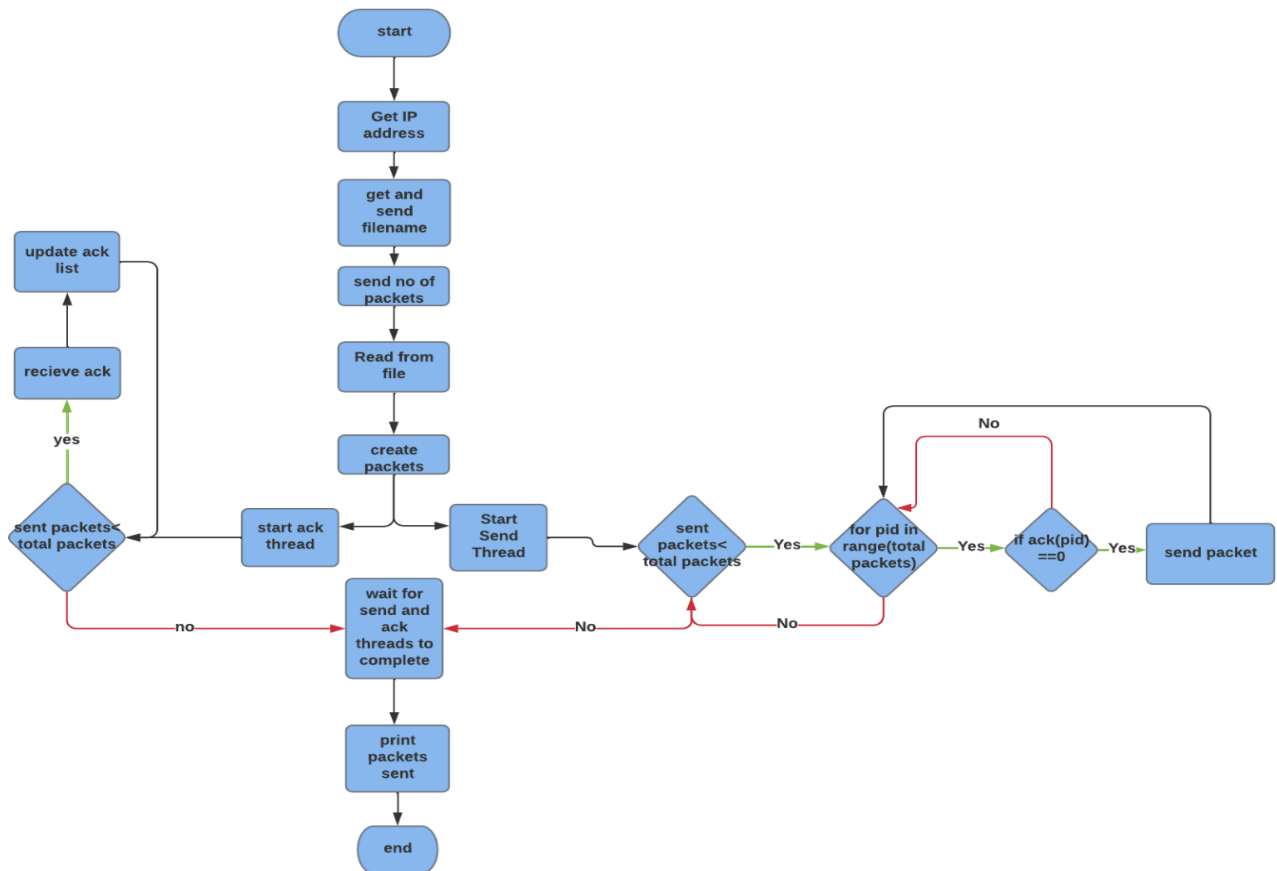 start
Get IP
address
get and
send
filename
send no of
packets
Read from
file
create
packets
start ack
thread
Start
Send
Thread
update ack
list
recieve ack
yes
sent packets<
total packets
no
wait for
send and
ack
threads to
complete
print
packets
sent
end
sent
packets<
total packets
Yes
No
for pid in
range(total
packets)
Yes
No
No
if ack(pid)
==0
Yes
send packet